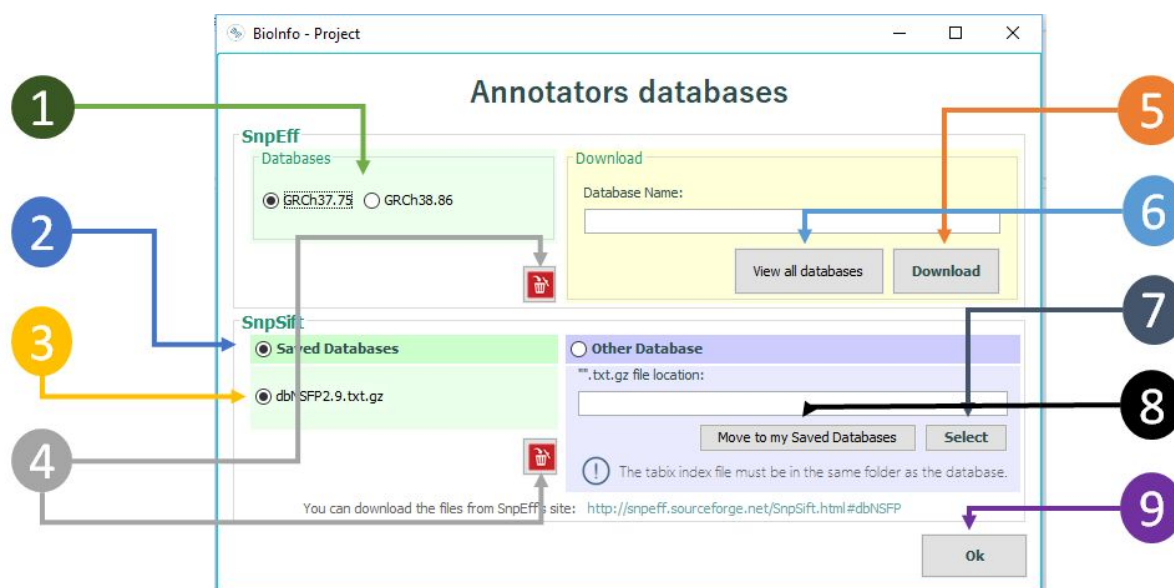 BioInfo - Project
Annotators databases
1
5
SnpEff
Databases
Download
GRCh37.75 GRCh38.86
Database Name:
2
6
View all databases
Download
7
SnpSift
3
Saved Databases
Other Database
"".txt.gz file location:
dbNSFP2.9.txt.gz
8
Move to my Saved Databases
Select
4
! The tabix index file must be in the same folder as the database.
You can download the files from SnpEff's site: http://snpeff.sourceforge.net/SnpSift.html#dbNSFP
9
Ok